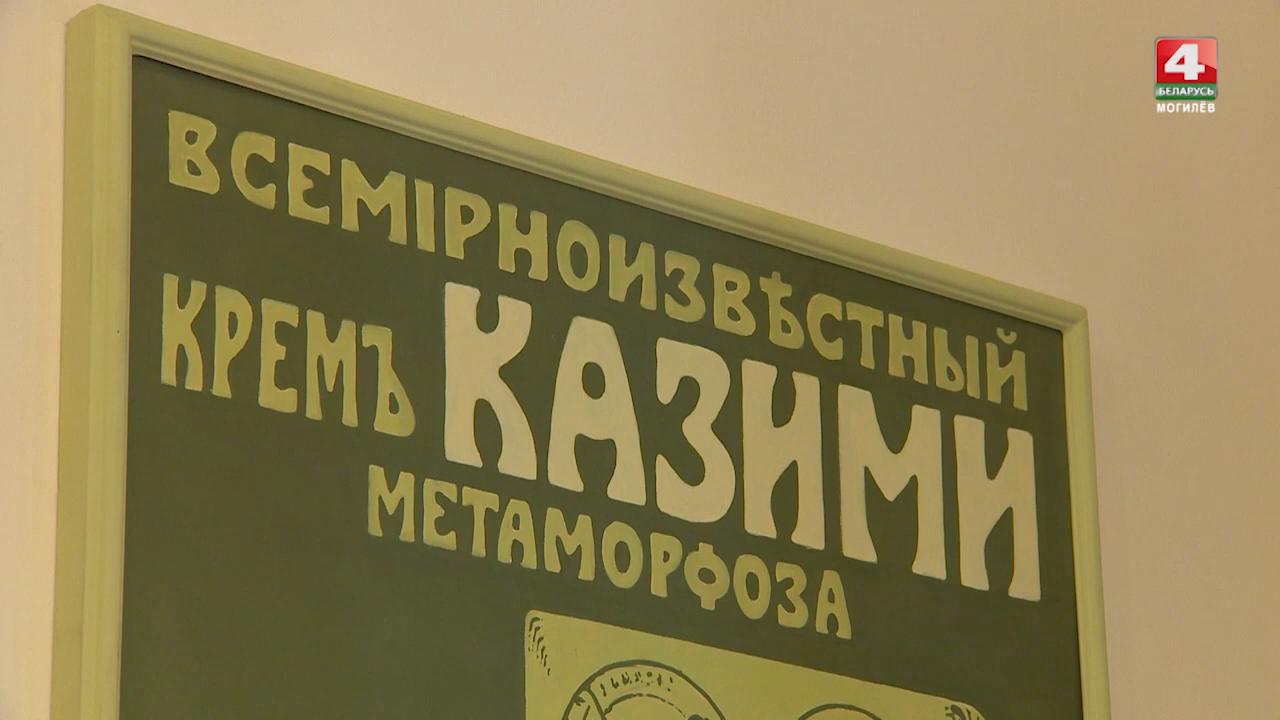 4
БЕЛАРУСЬ
МОГИЛЁВ
ВСЕМІРНОИЗВѢСТНЫЙ
КРЕМЪ КАЗИМИ
МЕТАМОРФОЗА